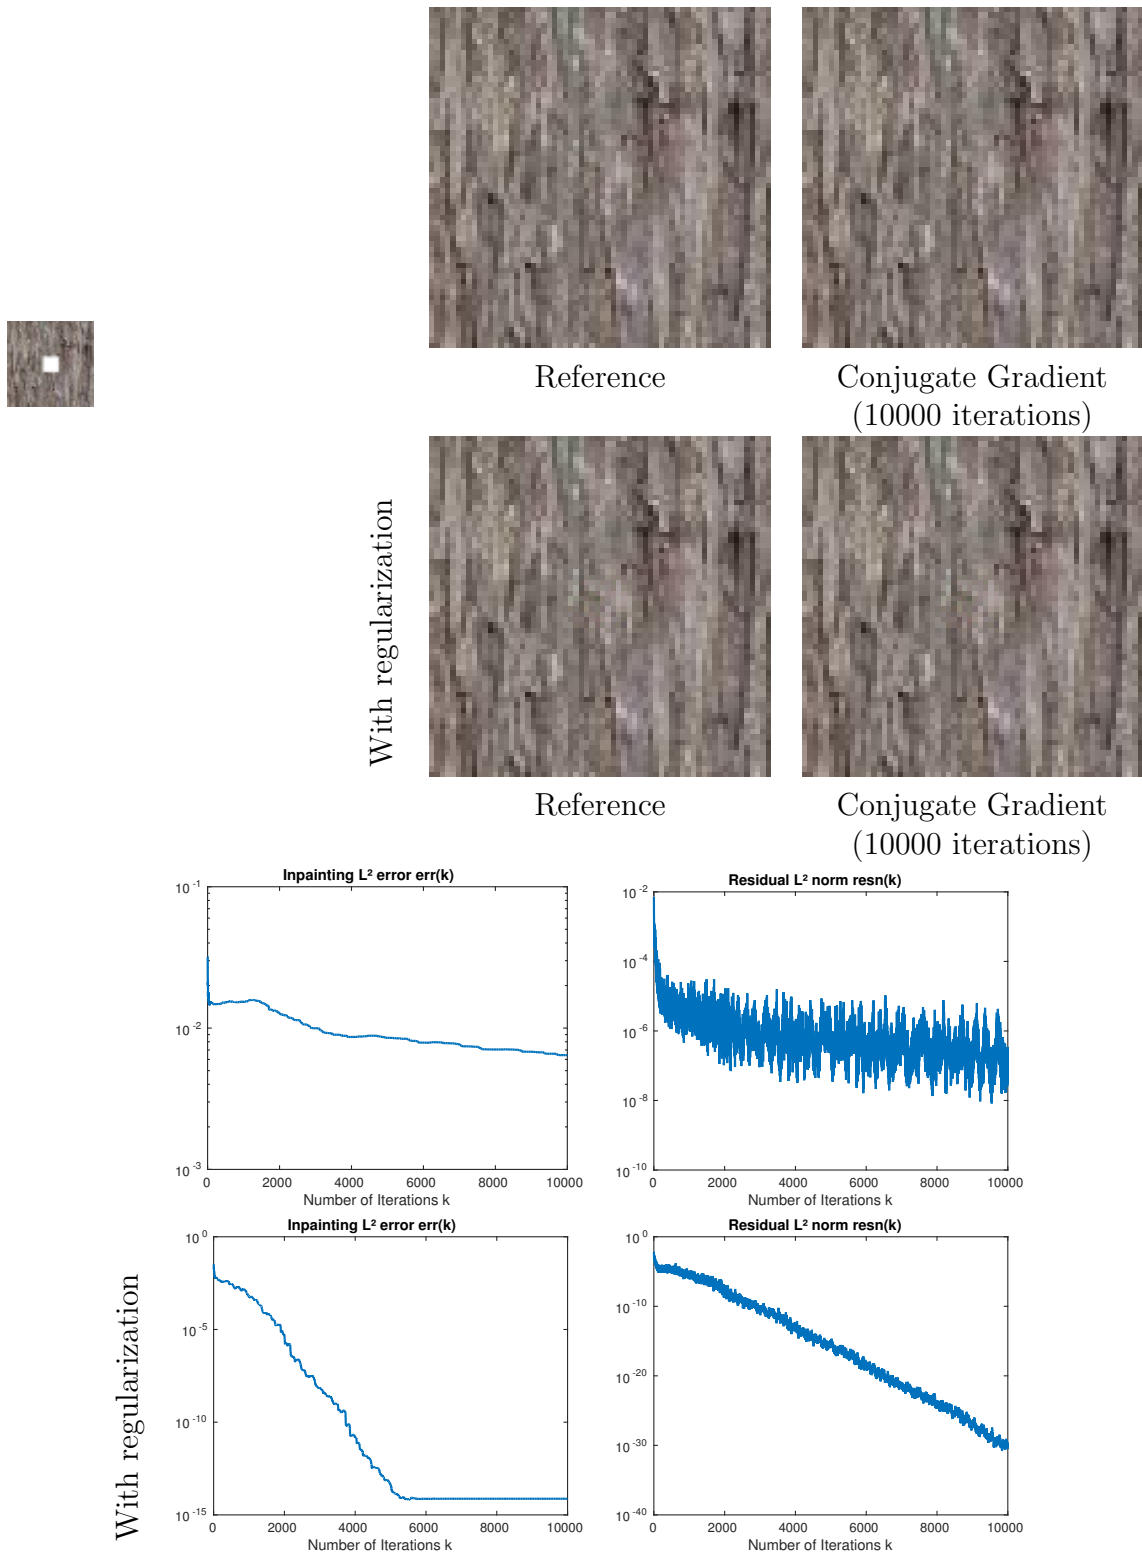 Reference
Conjugate Gradient
(10000 iterations)
With regularization
Reference
Conjugate Gradient
(10000 iterations)
Inpainting L² error err(k)
10^-1
10^-2
10^-3
0 2000 4000 6000 8000 10000
Number of Iterations k
Residual L² norm resn(k)
10^-2
10^-4
10^-6
10^-8
10^-10
0 2000 4000 6000 8000 10000
Number of Iterations k
With regularization
Inpainting L² error err(k)
10^0
10^-5
10^-10
10^-15
0 2000 4000 6000 8000 10000
Number of Iterations k
Residual L² norm resn(k)
10^0
10^-10
10^-20
10^-30
10^-40
0 2000 4000 6000 8000 10000
Number of Iterations k